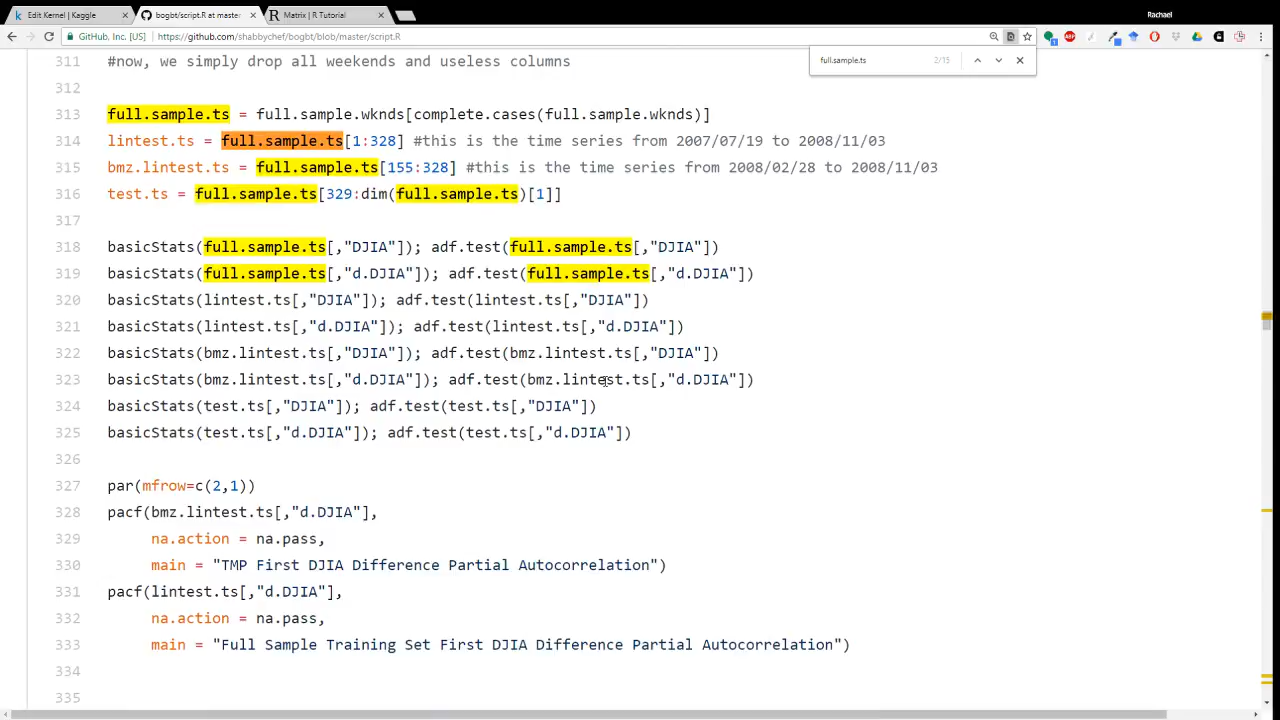 Edit Kernel | Kaggle
bogbt/script.R at master
Matrix | R Tutorial
Rachael
GitHub, Inc. [US]
https://github.com/shabbychef/bogbt/blob/master/script.R
full.sample.ts
2/15
311 #now, we simply drop all weekends and useless columns
312
313 full.sample.ts = full.sample.wknds[complete.cases(full.sample.wknds)]
314 lintest.ts = full.sample.ts[1:328] #this is the time series from 2007/07/19 to 2008/11/03
315 bmz.lintest.ts = full.sample.ts[155:328] #this is the time series from 2008/02/28 to 2008/11/03
316 test.ts = full.sample.ts[329:dim(full.sample.ts)[1]]
317
318 basicStats(full.sample.ts[,"DJIA"]); adf.test(full.sample.ts[,"DJIA"])
319 basicStats(full.sample.ts[,"d.DJIA"]); adf.test(full.sample.ts[,"d.DJIA"])
320 basicStats(lintest.ts[,"DJIA"]); adf.test(lintest.ts[,"DJIA"])
321 basicStats(lintest.ts[,"d.DJIA"]); adf.test(lintest.ts[,"d.DJIA"])
322 basicStats(bmz.lintest.ts[,"DJIA"]); adf.test(bmz.lintest.ts[,"DJIA"])
323 basicStats(bmz.lintest.ts[,"d.DJIA"]); adf.test(bmz.lintest.ts[,"d.DJIA"])
324 basicStats(test.ts[,"DJIA"]); adf.test(test.ts[,"DJIA"])
325 basicStats(test.ts[,"d.DJIA"]); adf.test(test.ts[,"d.DJIA"])
326
327 par(mfrow=c(2,1))
328 pacf(bmz.lintest.ts[,"d.DJIA"],
329 na.action = na.pass,
330 main = "TMP First DJIA Difference Partial Autocorrelation")
331 pacf(lintest.ts[,"d.DJIA"],
332 na.action = na.pass,
333 main = "Full Sample Training Set First DJIA Difference Partial Autocorrelation")
334
335